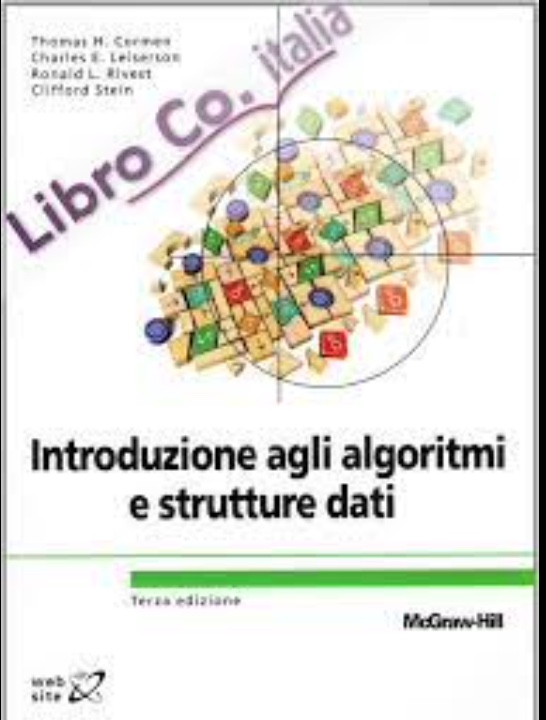 Thomas H. Cormen
Charles E. Leiserson
Ronald L. Rivest
Clifford Stein
Libro Co. italia
Introduzione agli algoritmi
e strutture dati
Terza edizione
McGraw-Hill
web
site